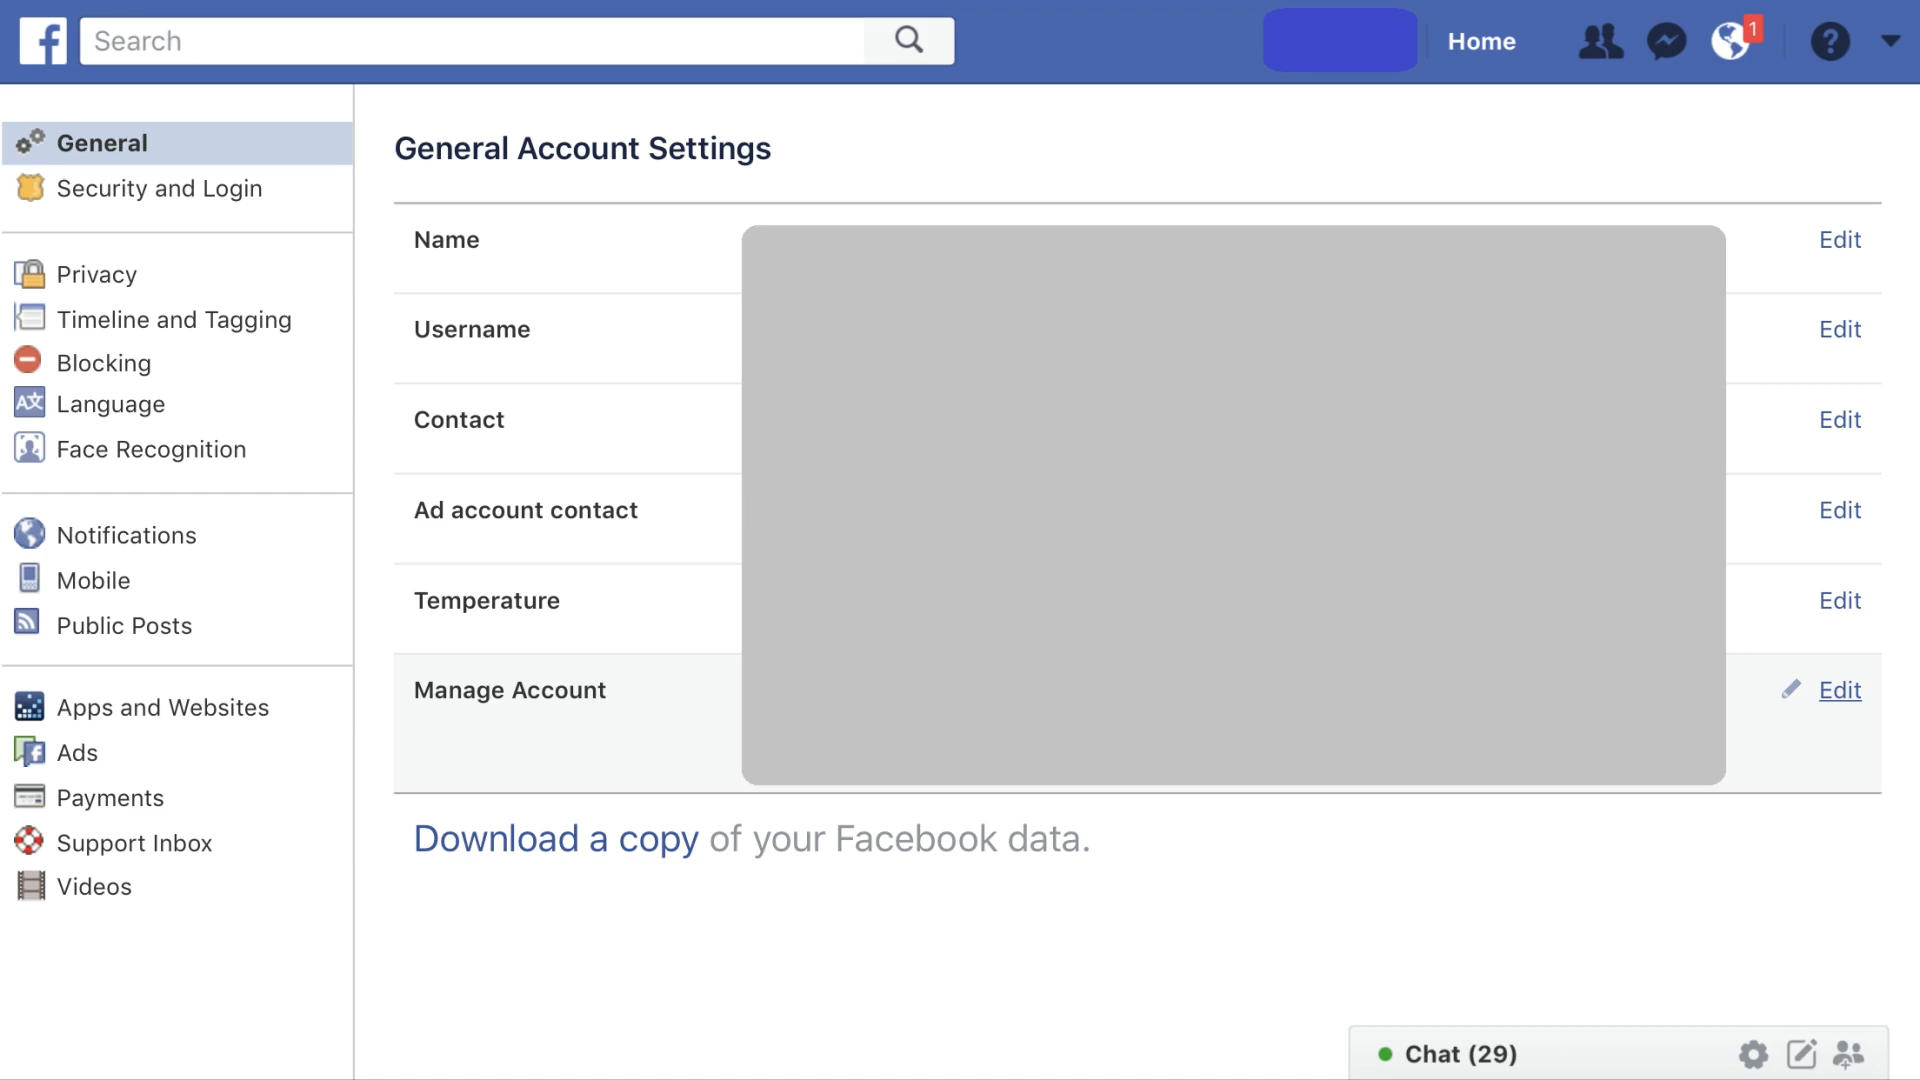 f Search Home 1 ?
General
Security and Login
Privacy
Timeline and Tagging
Blocking
A文 Language
Face Recognition
Notifications
Mobile
Public Posts
Apps and Websites
f Ads
Payments
Support Inbox
Videos
General Account Settings
Name Edit
Username Edit
Contact Edit
Ad account contact Edit
Temperature Edit
Manage Account Edit
Download a copy of your Facebook data.
Chat (29)